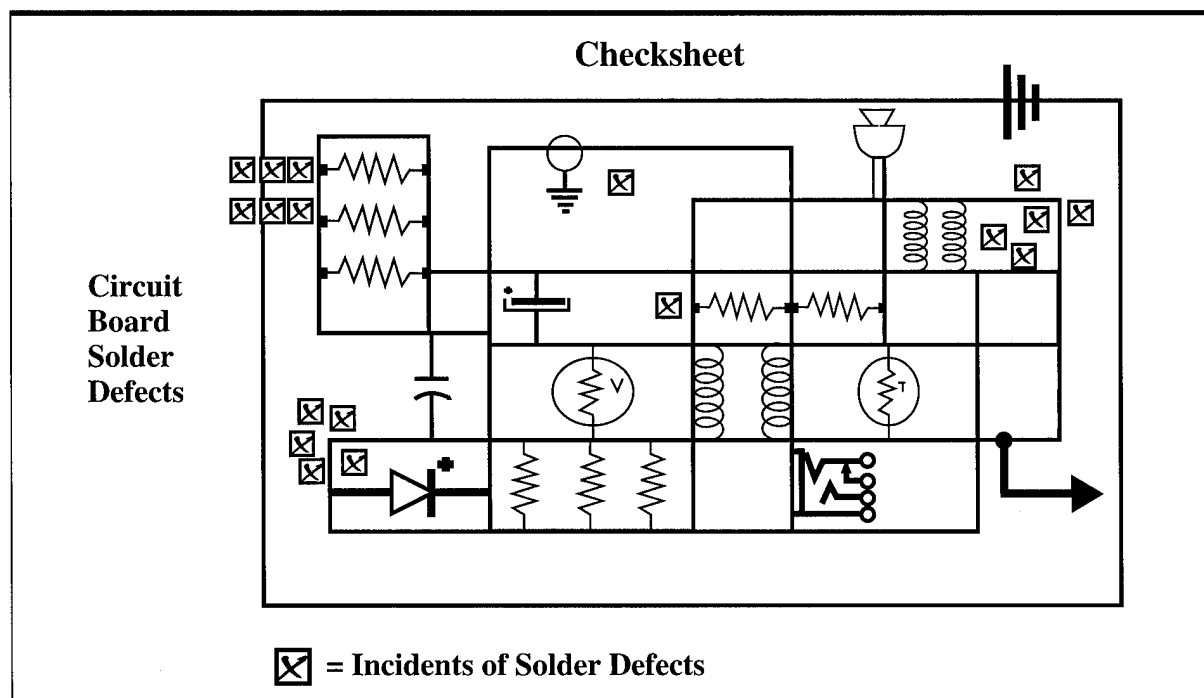 Checksheet
Circuit
Board
Solder
Defects
V
T
= Incidents of Solder Defects